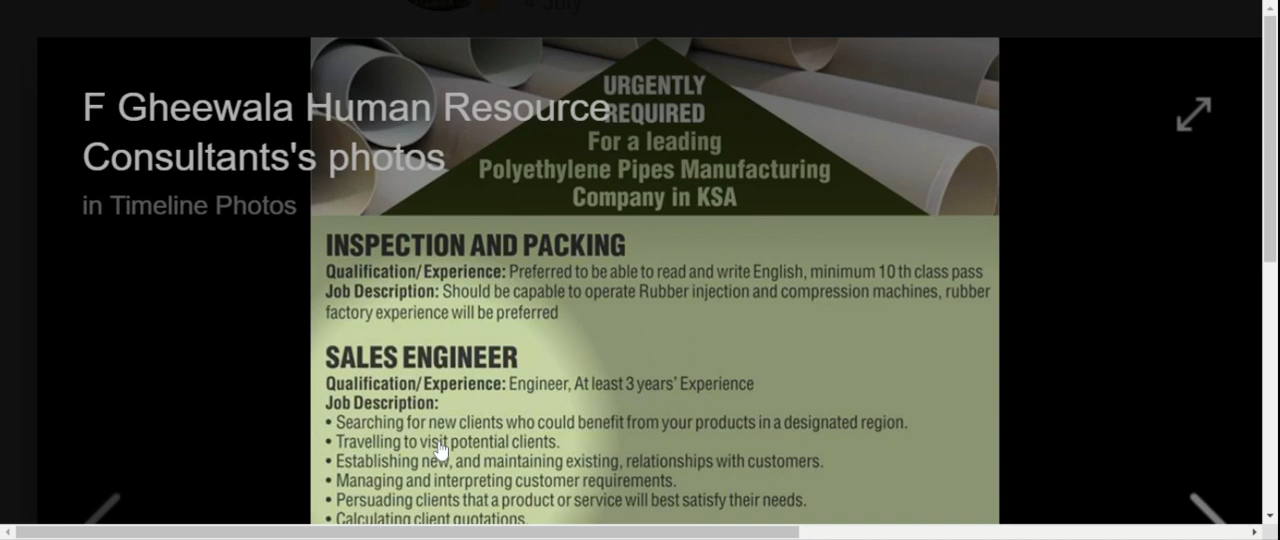 4 July
F Gheewala Human Resource
Consultants's photos
in Timeline Photos
URGENTLY
REQUIRED
For a leading
Polyethylene Pipes Manufacturing
Company in KSA
INSPECTION AND PACKING
Qualification/Experience: Preferred to be able to read and write English, minimum 10 th class pass
Job Description: Should be capable to operate Rubber injection and compression machines, rubber
factory experience will be preferred
SALES ENGINEER
Qualification/Experience: Engineer, At least 3 years' Experience
Job Description:
• Searching for new clients who could benefit from your products in a designated region.
• Travelling to visit potential clients.
• Establishing new, and maintaining existing, relationships with customers.
• Managing and interpreting customer requirements.
• Persuading clients that a product or service will best satisfy their needs.
• Calculating client quotations.